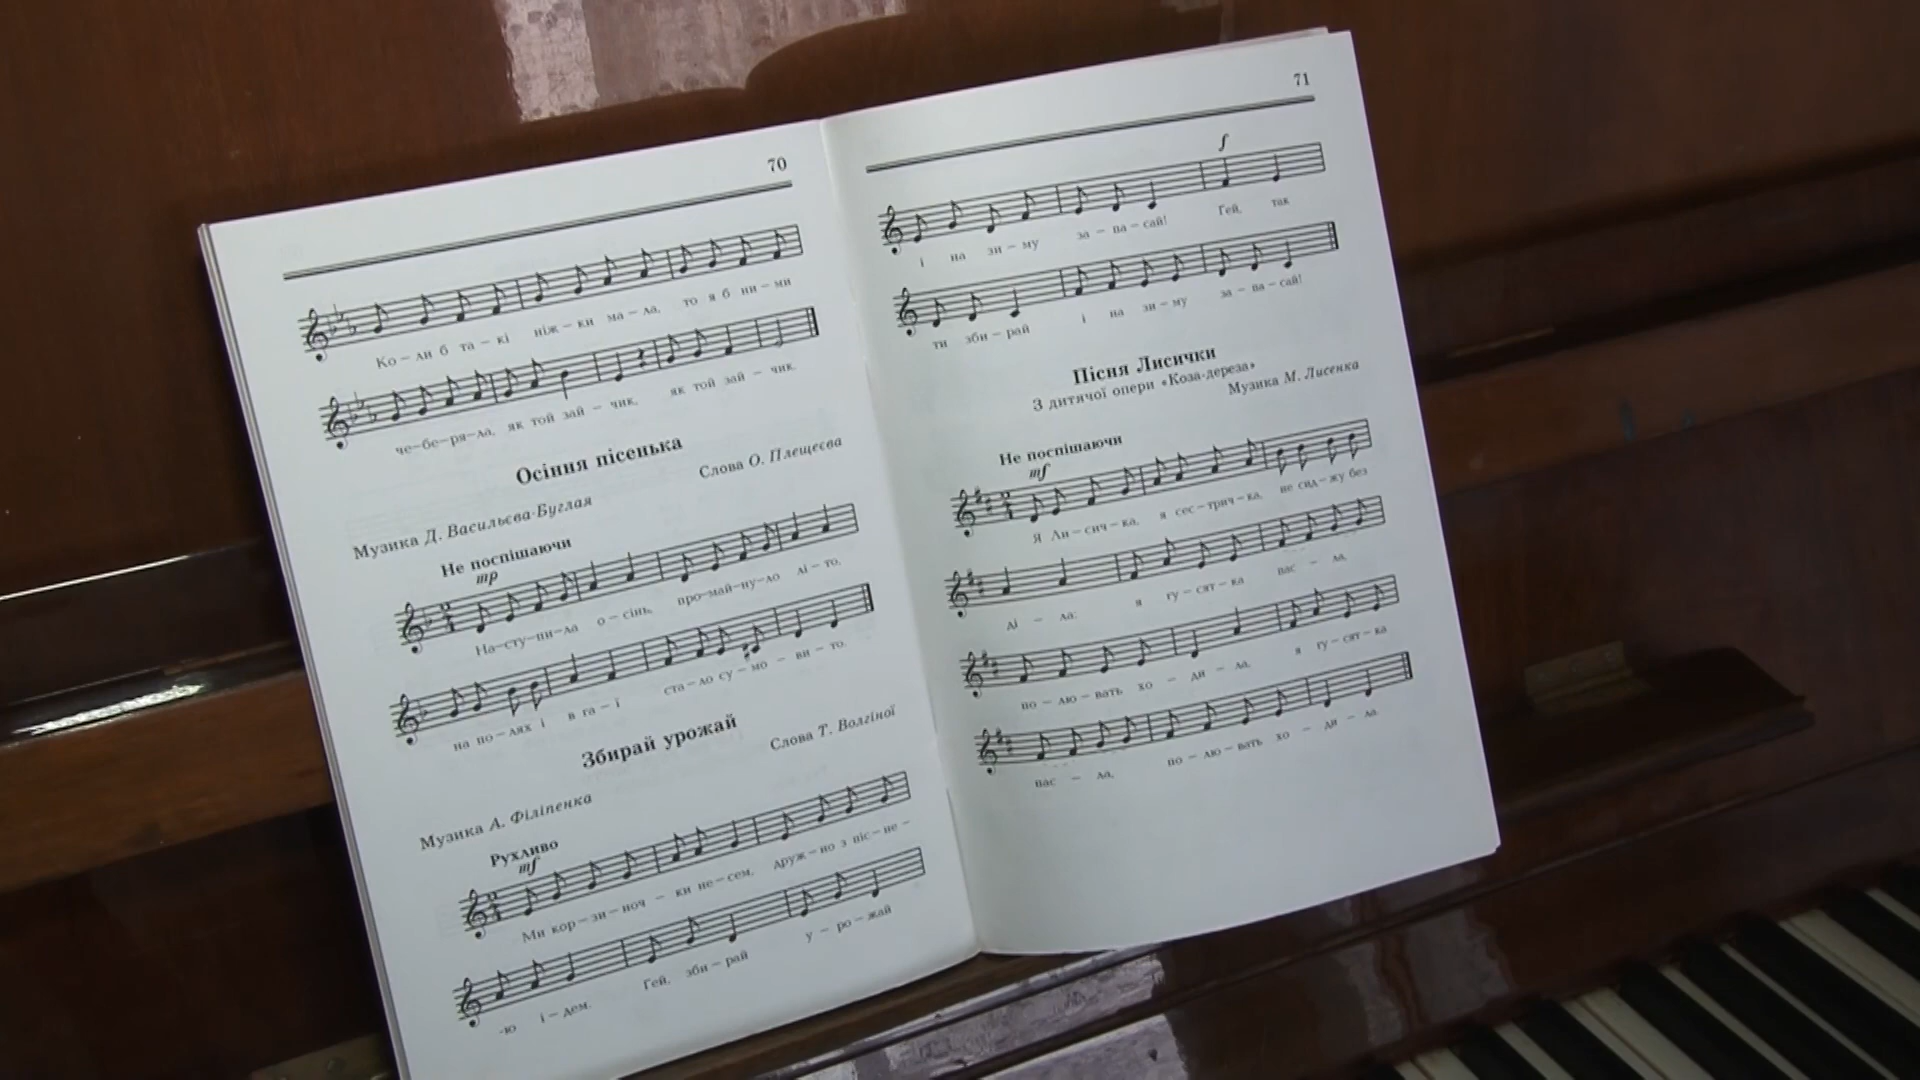 70
Ко–ли б та–кі ніж–ки ма–ла, то я б ни–ми
че–бе–ря–ла, як той зай–чик, як той зай–чик.
Осіння пісенька
Слова О. Плещеєва
Музика Д. Васильєва-Буглая
Не поспішаючи
mp
2
4
На–сту–пи–ла о–сінь, про–май–ну–ло лі–то,
на по–лях і в га–ї ста–ло су–мо–ви–то.
Збирай урожай
Слова Т. Волгіної
Музика А. Філіпенка
Рухливо
mf
2
4
Ми кор–зи–ноч–ки не–сем, друж–но з піс–не–
-ю і–дем. Гей, зби–рай у–ро–жай
71
f
і на зи–му за–па–сай! Гей, так
ти зби–рай і на зи–му за–па–сай!
Пісня Лисички
З дитячої опери «Коза-дереза»
Музика М. Лисенка
Не поспішаючи
mf
2
4
Я Ли–сич–ка, я сес–трич–ка, не сид–жу без
ді–ла: я гу–сят–ка пас–ла,
по–лю–вать хо–ди–ла, я гу–сят–ка
пас–ла, по–лю–вать хо–ди–ла.